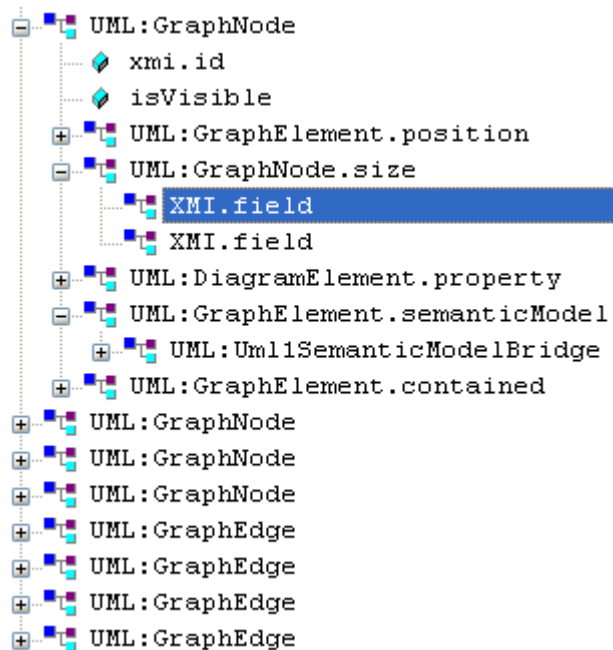 UML:GraphNode
xmi.id
isVisible
UML:GraphElement.position
UML:GraphNode.size
XMI.field
XMI.field
UML:DiagramElement.property
UML:GraphElement.semanticModel
UML:Uml1SemanticModelBridge
UML:GraphElement.contained
UML:GraphNode
UML:GraphNode
UML:GraphNode
UML:GraphEdge
UML:GraphEdge
UML:GraphEdge
UML:GraphEdge